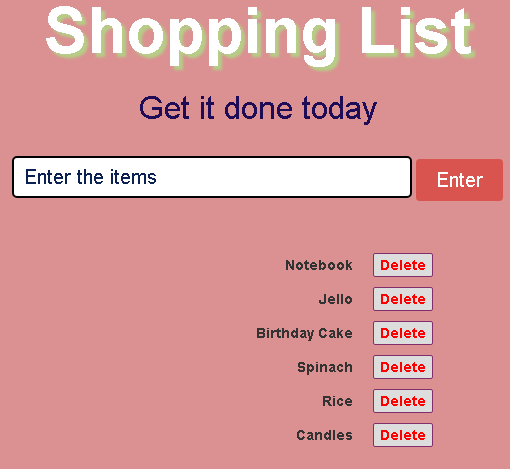 Shopping List
Get it done today
Enter the items Enter
Notebook Delete
Jello Delete
Birthday Cake Delete
Spinach Delete
Rice Delete
Candles Delete